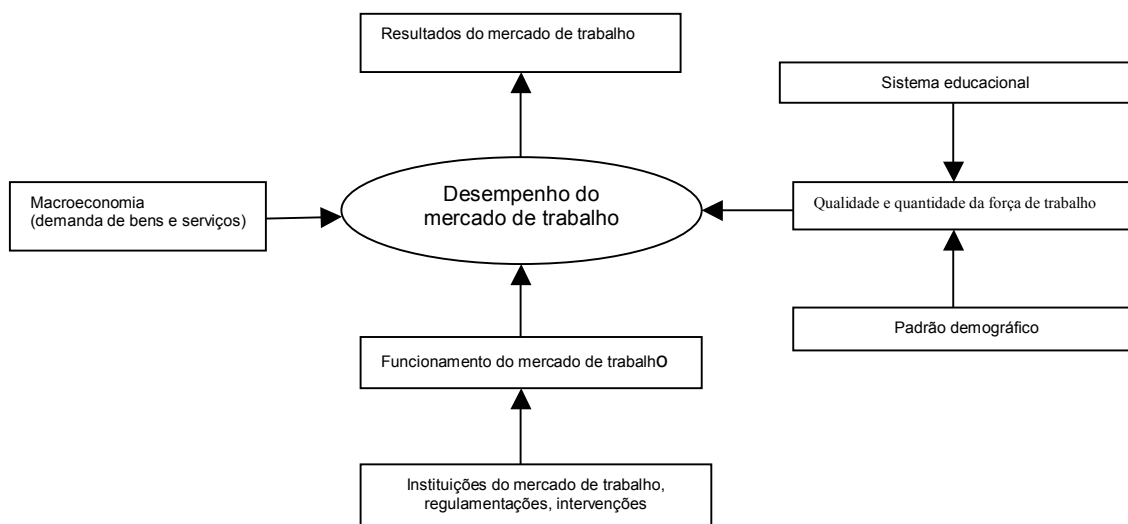 Resultados do mercado de trabalho
Sistema educacional
Macroeconomia
(demanda de bens e serviços)
Desempenho do
mercado de trabalho
Qualidade e quantidade da força de trabalho
Padrão demográfico
Funcionamento do mercado de trabalhO
Instituições do mercado de trabalho,
regulamentações, intervenções